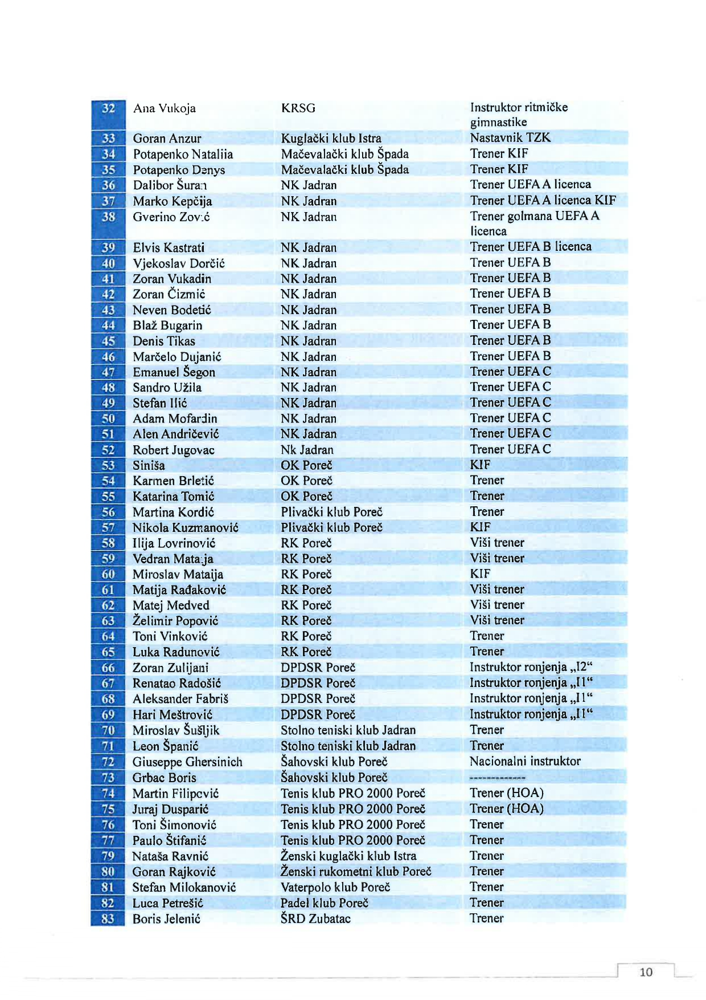 32 Ana Vukoja KRSG Instruktor ritmičke
gimnastike
33 Goran Anzur Kuglački klub Istra Nastavnik TZK
34 Potapenko Nataliia Mačevalački klub Špada Trener KIF
35 Potapenko Denys Mačevalački klub Špada Trener KIF
36 Dalibor Šuran NK Jadran Trener UEFA A licenca
37 Marko Kepčija NK Jadran Trener UEFA A licenca KIF
38 Gverino Zović NK Jadran Trener golmana UEFA A
licenca
39 Elvis Kastrati NK Jadran Trener UEFA B licenca
40 Vjekoslav Dorčić NK Jadran Trener UEFA B
41 Zoran Vukadin NK Jadran Trener UEFA B
42 Zoran Čizmić NK Jadran Trener UEFA B
43 Neven Bodetić NK Jadran Trener UEFA B
44 Blaž Bugarin NK Jadran Trener UEFA B
45 Denis Tikas NK Jadran Trener UEFA B
46 Marčelo Dujanić NK Jadran Trener UEFA B
47 Emanuel Šegon NK Jadran Trener UEFA C
48 Sandro Užila NK Jadran Trener UEFA C
49 Stefan Ilić NK Jadran Trener UEFA C
50 Adam Mofardin NK Jadran Trener UEFA C
51 Alen Andričević NK Jadran Trener UEFA C
52 Robert Jugovac Nk Jadran Trener UEFA C
53 Siniša OK Poreč KIF
54 Karmen Brletić OK Poreč Trener
55 Katarina Tomić OK Poreč Trener
56 Martina Kordić Plivački klub Poreč Trener
57 Nikola Kuzmanović Plivački klub Poreč KIF
58 Ilija Lovrinović RK Poreč Viši trener
59 Vedran Mataija RK Poreč Viši trener
60 Miroslav Mataija RK Poreč KIF
61 Matija Rađaković RK Poreč Viši trener
62 Matej Medved RK Poreč Viši trener
63 Želimir Popović RK Poreč Viši trener
64 Toni Vinković RK Poreč Trener
65 Luka Radunović RK Poreč Trener
66 Zoran Zulijani DPDSR Poreč Instruktor ronjenja „I2“
67 Renatao Radošić DPDSR Poreč Instruktor ronjenja „I1“
68 Aleksander Fabriš DPDSR Poreč Instruktor ronjenja „I1“
69 Hari Meštrović DPDSR Poreč Instruktor ronjenja „I1“
70 Miroslav Šušljik Stolno teniski klub Jadran Trener
71 Leon Španić Stolno teniski klub Jadran Trener
72 Giuseppe Ghersinich Šahovski klub Poreč Nacionalni instruktor
73 Grbac Boris Šahovski klub Poreč -------------
74 Martin Filipović Tenis klub PRO 2000 Poreč Trener (HOA)
75 Juraj Dusparić Tenis klub PRO 2000 Poreč Trener (HOA)
76 Toni Šimonović Tenis klub PRO 2000 Poreč Trener
77 Paulo Štifanić Tenis klub PRO 2000 Poreč Trener
79 Nataša Ravnić Ženski kuglački klub Istra Trener
80 Goran Rajković Ženski rukometni klub Poreč Trener
81 Stefan Milokanović Vaterpolo klub Poreč Trener
82 Luca Petrešić Padel klub Poreč Trener
83 Boris Jelenić ŠRD Zubatac Trener
10